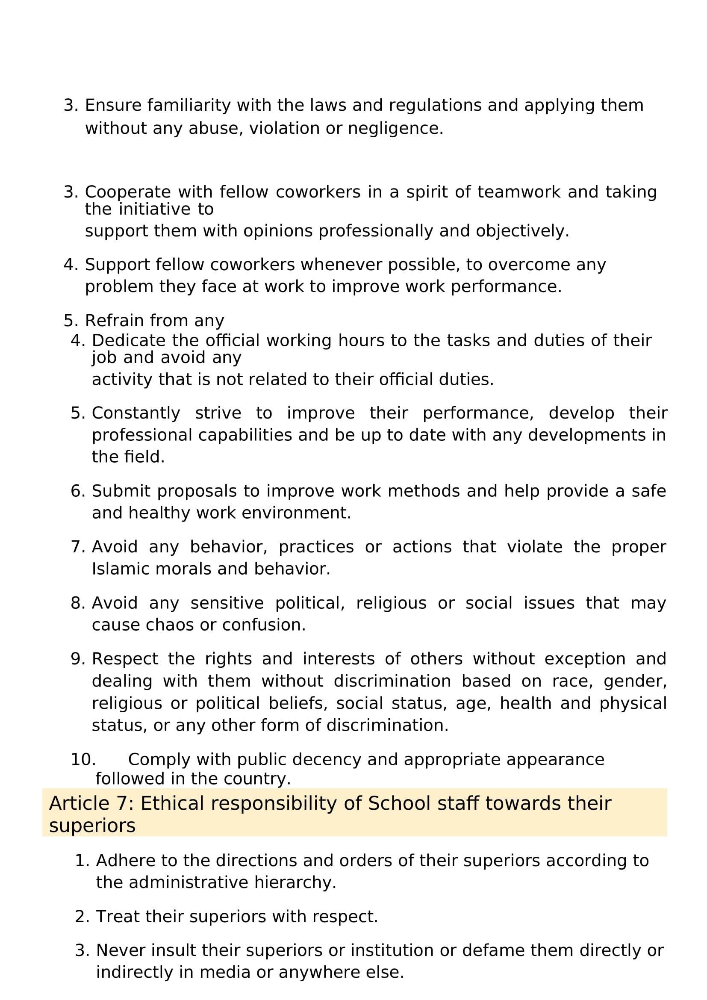 3. Ensure familiarity with the laws and regulations and applying them
without any abuse, violation or negligence.
3. Cooperate with fellow coworkers in a spirit of teamwork and taking
the initiative to
support them with opinions professionally and objectively.
4. Support fellow coworkers whenever possible, to overcome any
problem they face at work to improve work performance.
5. Refrain from any
4. Dedicate the official working hours to the tasks and duties of their
job and avoid any
activity that is not related to their official duties.
5. Constantly strive to improve their performance, develop their
professional capabilities and be up to date with any developments in
the field.
6. Submit proposals to improve work methods and help provide a safe
and healthy work environment.
7. Avoid any behavior, practices or actions that violate the proper
Islamic morals and behavior.
8. Avoid any sensitive political, religious or social issues that may
cause chaos or confusion.
9. Respect the rights and interests of others without exception and
dealing with them without discrimination based on race, gender,
religious or political beliefs, social status, age, health and physical
status, or any other form of discrimination.
10. Comply with public decency and appropriate appearance
followed in the country.
Article 7: Ethical responsibility of School staff towards their
superiors
1. Adhere to the directions and orders of their superiors according to
the administrative hierarchy.
2. Treat their superiors with respect.
3. Never insult their superiors or institution or defame them directly or
indirectly in media or anywhere else.